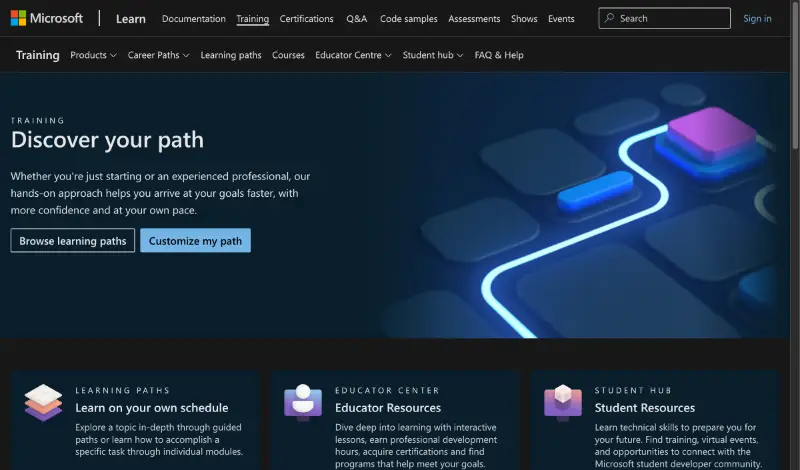 Microsoft Learn Documentation Training Certifications Q&A Code samples Assessments Shows Events Search Sign in
Training Products Career Paths Learning paths Courses Educator Centre Student hub FAQ & Help
TRAINING
Discover your path
Whether you're just starting or an experienced professional, our
hands-on approach helps you arrive at your goals faster, with
more confidence and at your own pace.
Browse learning paths Customize my path
LEARNING PATHS
Learn on your own schedule
Explore a topic in-depth through guided
paths or learn how to accomplish a
specific task through individual modules.
EDUCATOR CENTER
Educator Resources
Dive deep into learning with interactive
lessons, earn professional development
hours, acquire certifications and find
programs that help meet your goals.
STUDENT HUB
Student Resources
Learn technical skills to prepare you for
your future. Find training, virtual events,
and opportunities to connect with the
Microsoft student developer community.